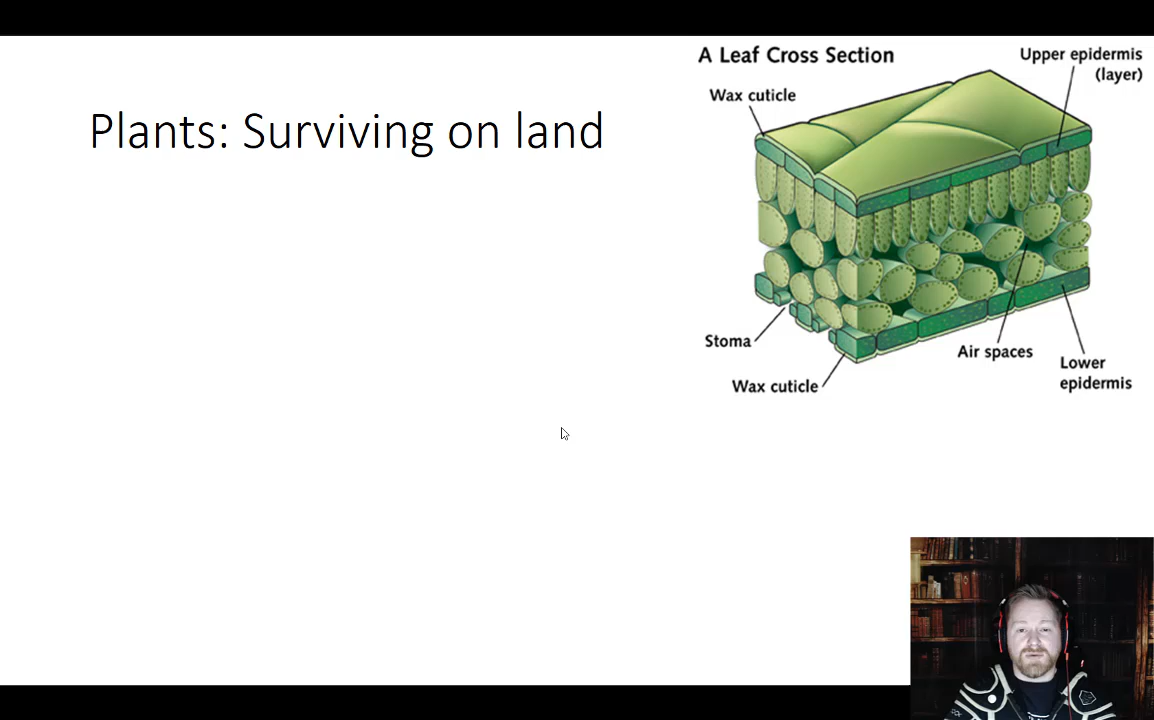 A Leaf Cross Section
Upper epidermis
(layer)
Wax cuticle
Plants: Surviving on land
Stoma
Air spaces
Lower
epidermis
Wax cuticle